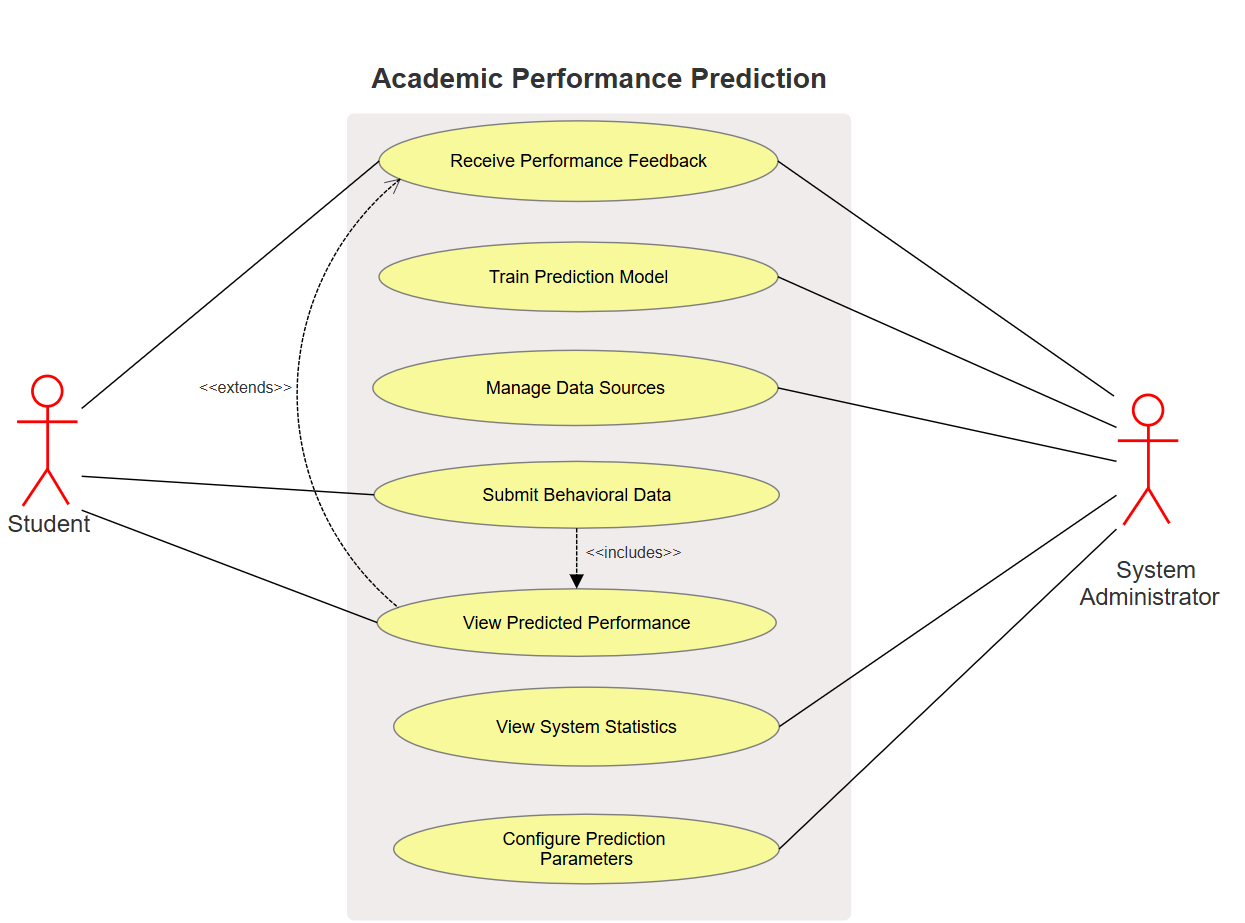 Academic Performance Prediction
Receive Performance Feedback
Train Prediction Model
<<extends>>
Manage Data Sources
Submit Behavioral Data
Student
<<includes>>
System
Administrator
View Predicted Performance
View System Statistics
Configure Prediction
Parameters